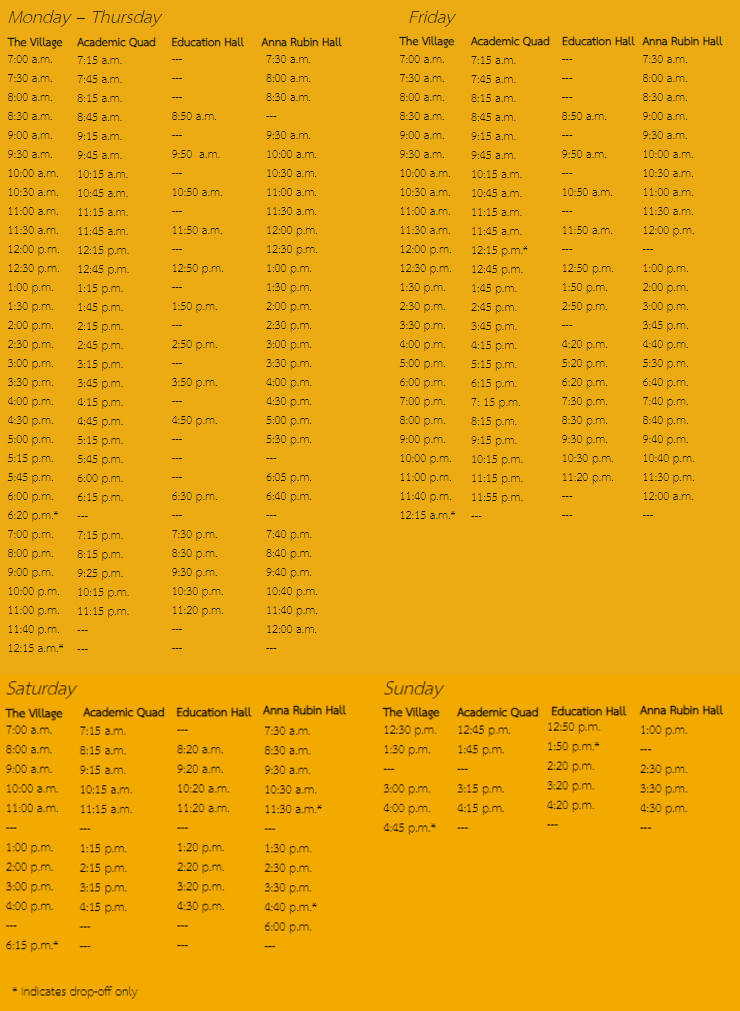 Monday – Thursday
The Village Academic Quad Education Hall Anna Rubin Hall
7:00 a.m. 7:15 a.m. --- 7:30 a.m.
7:30 a.m. 7:45 a.m. --- 8:00 a.m.
8:00 a.m. 8:15 a.m. --- 8:30 a.m.
8:30 a.m. 8:45 a.m. 8:50 a.m. ---
9:00 a.m. 9:15 a.m. --- 9:30 a.m.
9:30 a.m. 9:45 a.m. 9:50 a.m. 10:00 a.m.
10:00 a.m. 10:15 a.m. --- 10:30 a.m.
10:30 a.m. 10:45 a.m. 10:50 a.m. 11:00 a.m.
11:00 a.m. 11:15 a.m. --- 11:30 a.m.
11:30 a.m. 11:45 a.m. 11:50 a.m. 12:00 p.m.
12:00 p.m. 12:15 p.m. --- 12:30 p.m.
12:30 p.m. 12:45 p.m. 12:50 p.m. 1:00 p.m.
1:00 p.m. 1:15 p.m. --- 1:30 p.m.
1:30 p.m. 1:45 p.m. 1:50 p.m. 2:00 p.m.
2:00 p.m. 2:15 p.m. --- 2:30 p.m.
2:30 p.m. 2:45 p.m. 2:50 p.m. 3:00 p.m.
3:00 p.m. 3:15 p.m. --- 3:30 p.m.
3:30 p.m. 3:45 p.m. 3:50 p.m. 4:00 p.m.
4:00 p.m. 4:15 p.m. --- 4:30 p.m.
4:30 p.m. 4:45 p.m. 4:50 p.m. 5:00 p.m.
5:00 p.m. 5:15 p.m. --- 5:30 p.m.
5:15 p.m. 5:45 p.m. --- ---
5:45 p.m. 6:00 p.m. --- 6:05 p.m.
6:00 p.m. 6:15 p.m. 6:30 p.m. 6:40 p.m.
6:20 p.m.* --- --- ---
7:00 p.m. 7:15 p.m. 7:30 p.m. 7:40 p.m.
8:00 p.m. 8:15 p.m. 8:30 p.m. 8:40 p.m.
9:00 p.m. 9:25 p.m. 9:30 p.m. 9:40 p.m.
10:00 p.m. 10:15 p.m. 10:30 p.m. 10:40 p.m.
11:00 p.m. 11:15 p.m. 11:20 p.m. 11:40 p.m.
11:40 p.m. --- --- 12:00 a.m.
12:15 a.m.* --- --- ---
Friday
The Village Academic Quad Education Hall Anna Rubin Hall
7:00 a.m. 7:15 a.m. --- 7:30 a.m.
7:30 a.m. 7:45 a.m. --- 8:00 a.m.
8:00 a.m. 8:15 a.m. --- 8:30 a.m.
8:30 a.m. 8:45 a.m. 8:50 a.m. 9:00 a.m.
9:00 a.m. 9:15 a.m. --- 9:30 a.m.
9:30 a.m. 9:45 a.m. 9:50 a.m. 10:00 a.m.
10:00 a.m. 10:15 a.m. --- 10:30 a.m.
10:30 a.m. 10:45 a.m. 10:50 a.m. 11:00 a.m.
11:00 a.m. 11:15 a.m. --- 11:30 a.m.
11:30 a.m. 11:45 a.m. 11:50 a.m. 12:00 p.m.
12:00 p.m. 12:15 p.m.* --- ---
12:30 p.m. 12:45 p.m. 12:50 p.m. 1:00 p.m.
1:30 p.m. 1:45 p.m. 1:50 p.m. 2:00 p.m.
2:30 p.m. 2:45 p.m. 2:50 p.m. 3:00 p.m.
3:30 p.m. 3:45 p.m. --- 3:45 p.m.
4:00 p.m. 4:15 p.m. 4:20 p.m. 4:40 p.m.
5:00 p.m. 5:15 p.m. 5:20 p.m. 5:30 p.m.
6:00 p.m. 6:15 p.m. 6:20 p.m. 6:40 p.m.
7:00 p.m. 7: 15 p.m. 7:30 p.m. 7:40 p.m.
8:00 p.m. 8:15 p.m. 8:30 p.m. 8:40 p.m.
9:00 p.m. 9:15 p.m. 9:30 p.m. 9:40 p.m.
10:00 p.m. 10:15 p.m. 10:30 p.m. 10:40 p.m.
11:00 p.m. 11:15 p.m. 11:20 p.m. 11:30 p.m.
11:40 p.m. 11:55 p.m. --- 12:00 a.m.
12:15 a.m.* --- --- ---
Saturday
The Village Academic Quad Education Hall Anna Rubin Hall
7:00 a.m. 7:15 a.m. --- 7:30 a.m.
8:00 a.m. 8:15 a.m. 8:20 a.m. 8:30 a.m.
9:00 a.m. 9:15 a.m. 9:20 a.m. 9:30 a.m.
10:00 a.m. 10:15 a.m. 10:20 a.m. 10:30 a.m.
11:00 a.m. 11:15 a.m. 11:20 a.m. 11:30 a.m.*
--- --- --- ---
1:00 p.m. 1:15 p.m. 1:20 p.m. 1:30 p.m.
2:00 p.m. 2:15 p.m. 2:20 p.m. 2:30 p.m.
3:00 p.m. 3:15 p.m. 3:20 p.m. 3:30 p.m.
4:00 p.m. 4:15 p.m. 4:30 p.m. 4:40 p.m.*
--- --- --- 6:00 p.m.
6:15 p.m.* --- --- ---
Sunday
The Village Academic Quad Education Hall Anna Rubin Hall
12:30 p.m. 12:45 p.m. 12:50 p.m. 1:00 p.m.
1:30 p.m. 1:45 p.m. 1:50 p.m.* ---
--- --- 2:20 p.m. 2:30 p.m.
3:00 p.m. 3:15 p.m. 3:20 p.m. 3:30 p.m.
4:00 p.m. 4:15 p.m. 4:20 p.m. 4:30 p.m.
4:45 p.m.* --- --- ---
* indicates drop-off only